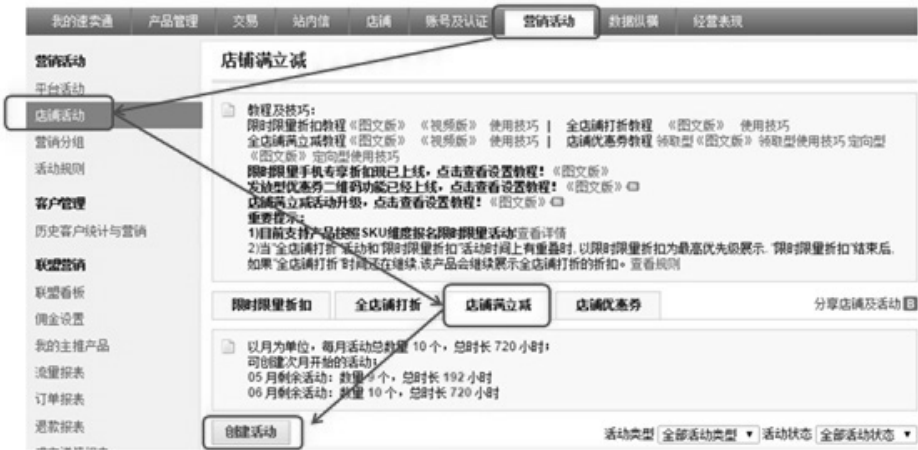 我的速卖通 产品管理 交易 站内信 店铺 账号及认证 营销活动 数据纵横 经营表现
营销活动
平台活动
店铺活动
营销分组
活动规则
客户管理
历史客户统计与营销
联盟营销
联盟看板
佣金设置
我的主推产品
流量报表
订单报表
退款报表
店铺满立减
教程及技巧：
限时限量折扣教程《图文版》 《视频版》 使用技巧 | 全店铺打折教程 《图文版》 使用技巧
全店铺满立减教程《图文版》 《视频版》 使用技巧 | 店铺优惠券教程 领取型《图文版》领取型使用技巧 定向型
《图文版》定向型使用技巧
限时限量手机专享折扣现已上线，点击查看设置教程！《图文版》
发放型优惠券二维码功能已经上线，点击查看设置教程！《图文版》
店铺满立减活动升级，点击查看设置教程！《图文版》
重要提示：
1)目前支持产品按照SKU维度报名限时限量活动查看详情
2)当"全店铺打折"活动和"限时限量折扣"活动时间上有重叠时，以限时限量折扣为最高优先级展示。"限时限量折扣"结束后，
如果"全店铺打折"时间还在继续，该产品会继续展示全店铺打折的折扣。查看规则
限时限量折扣 全店铺打折 店铺满立减 店铺优惠券 分享店铺及活动
以月为单位，每月活动总数量 10 个，总时长 720 小时；
可创建次月开始的活动；
05 月剩余活动：数量 9 个，总时长 192 小时
06 月剩余活动：数量 10 个，总时长 720 小时
创建活动
活动类型 全部活动类型 活动状态 全部活动状态